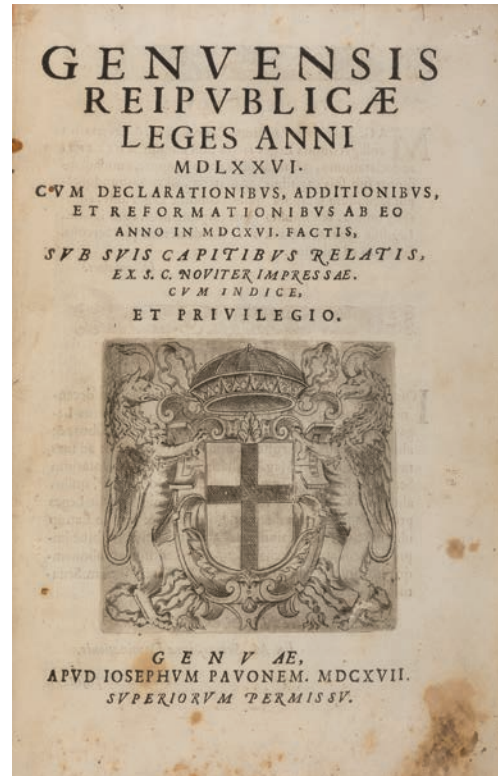 GENVENSIS
REIPVBLICÆ
LEGES ANNI
MDLXXVI.
CVM DECLARATIONIBVS, ADDITIONIBVS,
ET REFORMATIONIBVS AB EO
ANNO IN MDCXVI. FACTIS,
SVB SVIS CAPITIBVS RELATIS,
EX. S. C. NOVITER IMPRESSAE.
CVM INDICE,
ET PRIVILEGIO.
GENVAE,
APVD IOSEPHVM PAVONEM. MDCXVII.
SVPERIORVM PERMISSV.